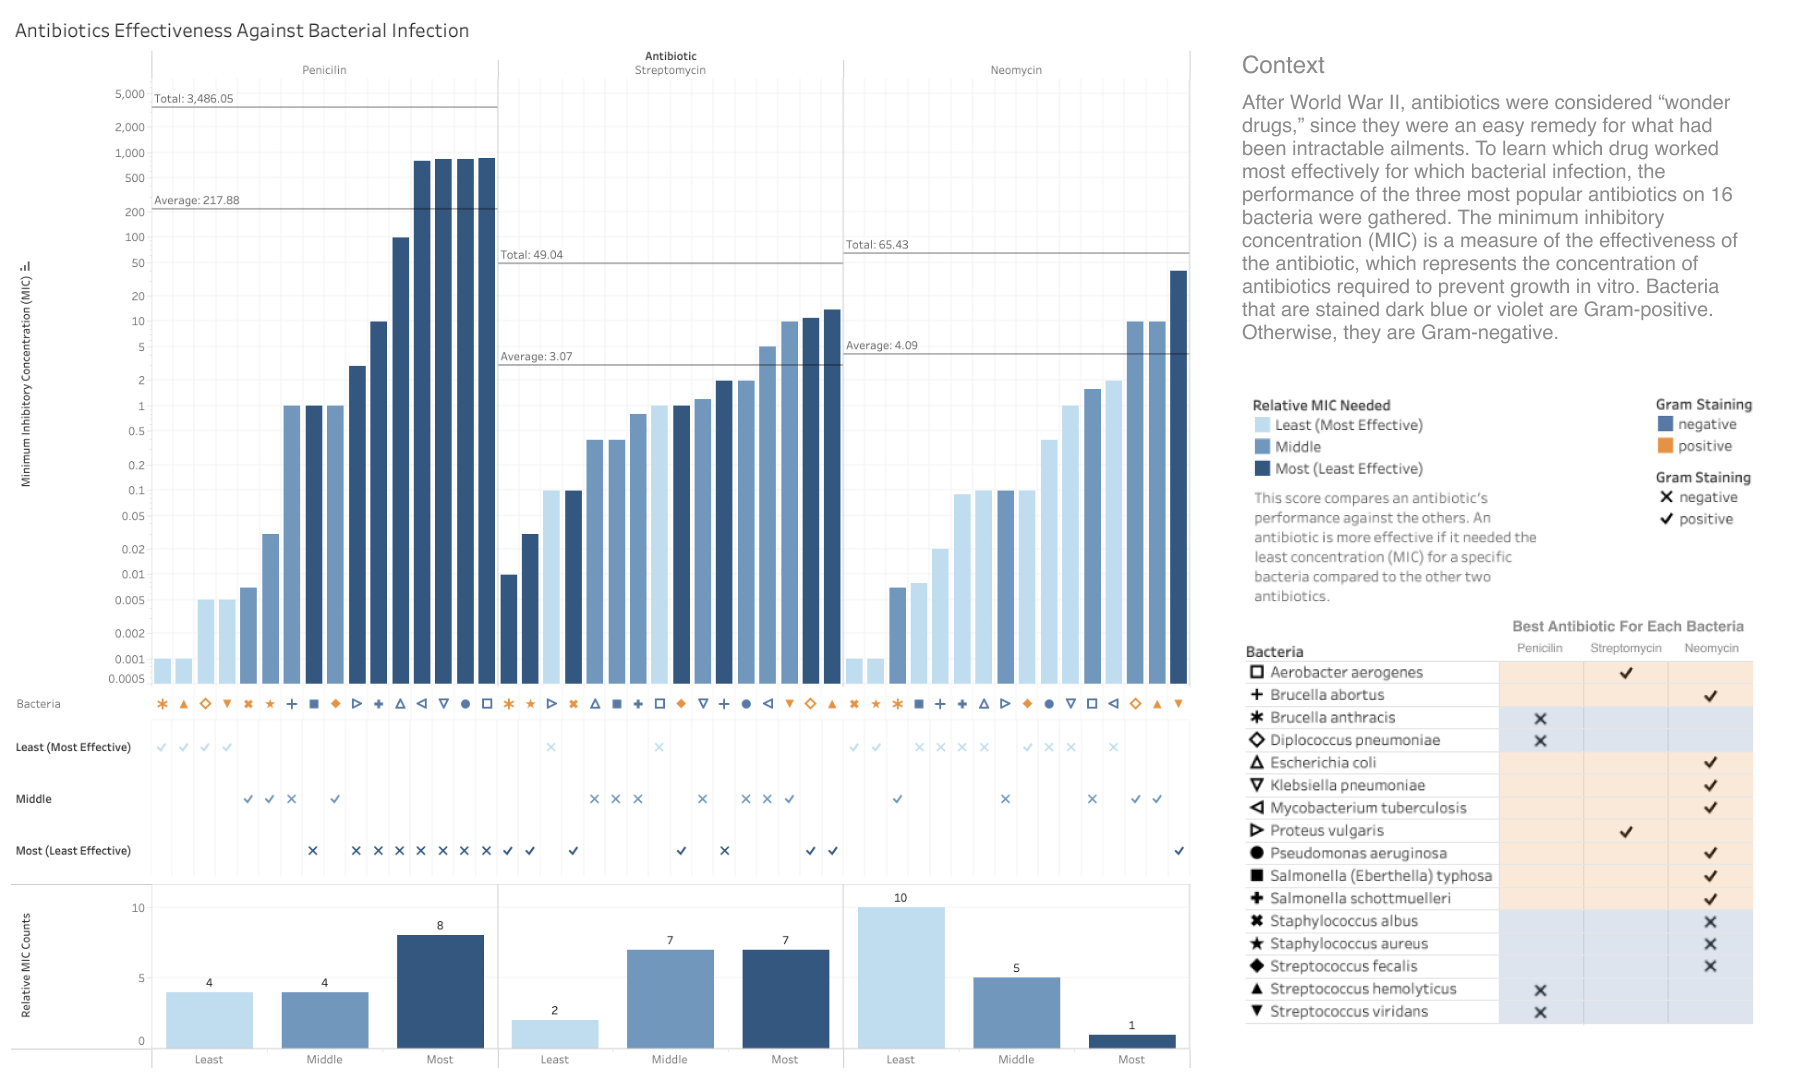 Antibiotics Effectiveness Against Bacterial Infection
Antibiotic
Penicilin
Streptomycin
Neomycin
Minimum Inhibitory Concentration (MIC)
5,000
2,000
1,000
500
200
100
50
20
10
5
2
1
0.5
0.2
0.1
0.05
0.02
0.01
0.005
0.002
0.001
0.0005
Total: 3,486.05
Average: 217.88
Total: 49.04
Average: 3.07
Total: 65.43
Average: 4.09
Bacteria
Least (Most Effective)
Middle
Most (Least Effective)
Relative MIC Counts
10
5
0
4
4
8
2
7
7
10
5
1
Least
Middle
Most
Least
Middle
Most
Least
Middle
Most
Context
After World War II, antibiotics were considered “wonder
drugs,” since they were an easy remedy for what had
been intractable ailments. To learn which drug worked
most effectively for which bacterial infection, the
performance of the three most popular antibiotics on 16
bacteria were gathered. The minimum inhibitory
concentration (MIC) is a measure of the effectiveness of
the antibiotic, which represents the concentration of
antibiotics required to prevent growth in vitro. Bacteria
that are stained dark blue or violet are Gram-positive.
Otherwise, they are Gram-negative.
Relative MIC Needed
Least (Most Effective)
Middle
Most (Least Effective)
This score compares an antibiotic's
performance against the others. An
antibiotic is more effective if it needed the
least concentration (MIC) for a specific
bacteria compared to the other two
antibiotics.
Gram Staining
negative
positive
Gram Staining
negative
positive
Best Antibiotic For Each Bacteria
Bacteria
Penicilin
Streptomycin
Neomycin
Aerobacter aerogenes
Brucella abortus
Brucella anthracis
Diplococcus pneumoniae
Escherichia coli
Klebsiella pneumoniae
Mycobacterium tuberculosis
Proteus vulgaris
Pseudomonas aeruginosa
Salmonella (Eberthella) typhosa
Salmonella schottmuelleri
Staphylococcus albus
Staphylococcus aureus
Streptococcus fecalis
Streptococcus hemolyticus
Streptococcus viridans